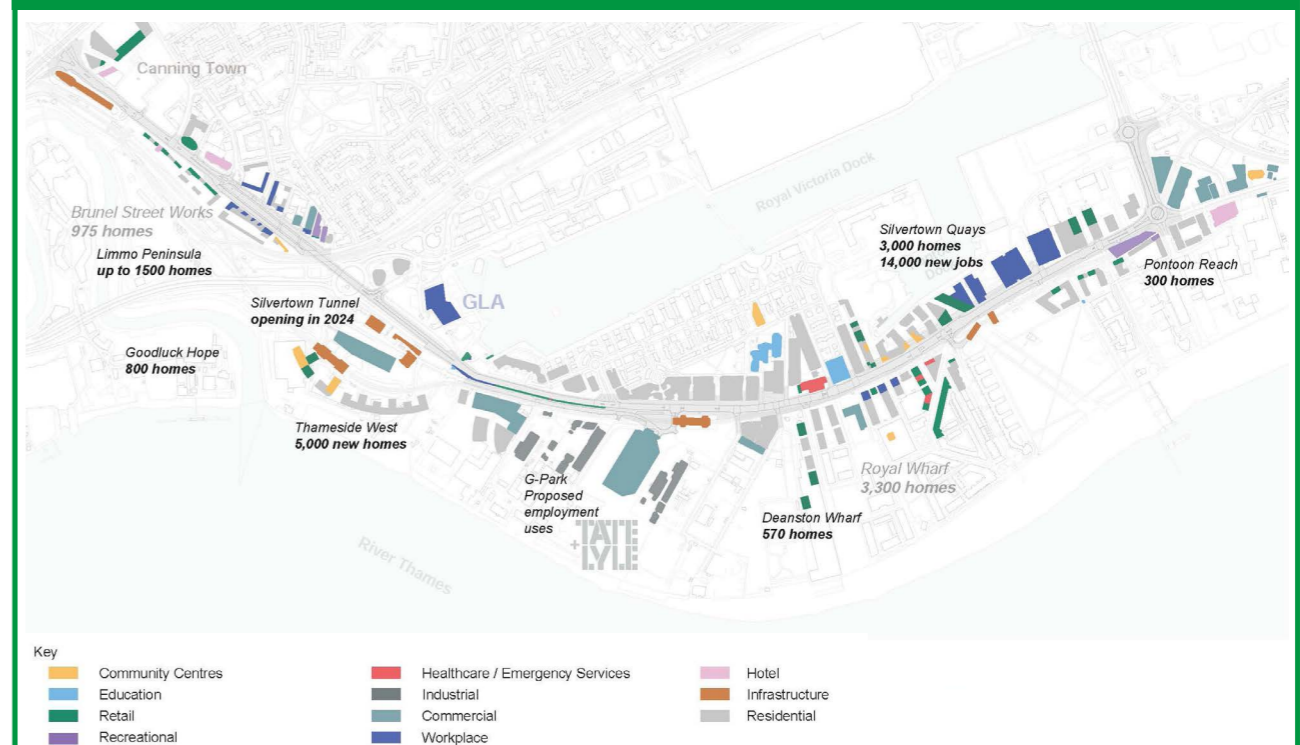 Canning Town
Royal Victoria Dock
Brunel Street Works
975 homes
Limmo Peninsula
up to 1500 homes
Silvertown Quays
3,000 homes
14,000 new jobs
Pontoon Reach
300 homes
Silvertown Tunnel
opening in 2024
GLA
Goodluck Hope
800 homes
Thameside West
5,000 new homes
G-Park
Proposed
employment
uses
Royal Wharf
3,300 homes
Deanston Wharf
570 homes
TATE
+ LYLE
River Thames
Key
Community Centres
Education
Retail
Recreational
Healthcare / Emergency Services
Industrial
Commercial
Workplace
Hotel
Infrastructure
Residential